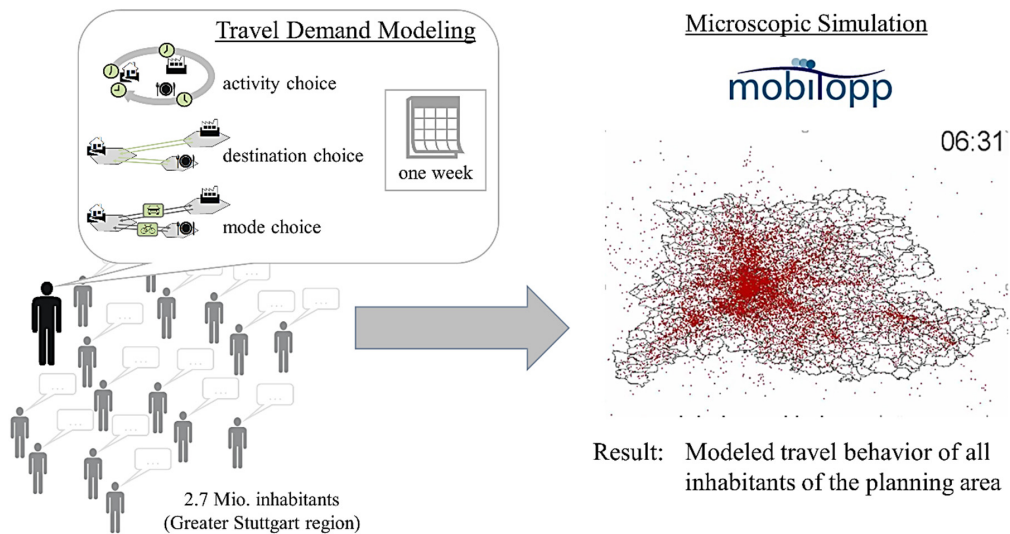 Travel Demand Modeling
activity choice
destination choice
mode choice
one week
...
...
...
...
...
...
...
...
...
...
...
...
2.7 Mio. inhabitants
(Greater Stuttgart region)
Microscopic Simulation
mobiTopp
06:31
Result: Modeled travel behavior of all
inhabitants of the planning area